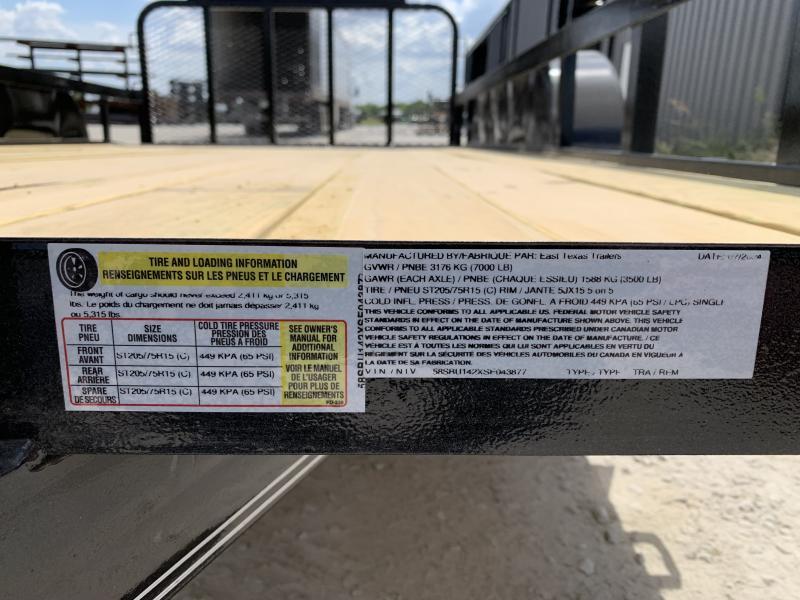 TIRE AND LOADING INFORMATION
RENSEIGNEMENTS SUR LES PNEUS ET LE CHARGEMENT
The weight of cargo should never exceed 2,411 kg or 5,315
lbs. Le poids du chargement ne doit jamais dépasser 2,411 kg
ou 5,315 lbs.
TIRE PNEU SIZE DIMENSIONS COLD TIRE PRESSURE PRESSION DES PNEUS À FROID
FRONT AVANT ST205/75R15 (C) 449 KPA (65 PSI)
REAR ARRIÈRE ST205/75R15 (C) 449 KPA (65 PSI)
SPARE DE SECOURS ST205/75R15 (C) 449 KPA (65 PSI)
SEE OWNER'S
MANUAL FOR
ADDITIONAL
INFORMATION
VOIR LE MANUEL
DE L'USAGER
POUR PLUS DE
RENSEIGNEMENTS
MANUFACTURED BY/FABRIQUE PAR: East Texas Trailers DATE:
GVWR / PNBE 3176 KG (7000 LB)
GAWR (EACH AXLE) / PNBE (CHAQUE ESSIEU) 1588 KG (3500 LB)
TIRE / PNEU ST205/75R15 (C) RIM / JANTE 5JX15 5 on 5
COLD INFL. PRESS / PRESS. DE GONFL. A FROID 449 KPA (65 PSI / LPC) SINGLE
THIS VEHICLE CONFORMS TO ALL APPLICABLE U.S. FEDERAL MOTOR VEHICLE SAFETY
STANDARDS IN EFFECT ON THE DATE OF MANUFACTURE SHOWN ABOVE. THIS VEHICLE
CONFORMS TO ALL APPLICABLE STANDARDS PRESCRIBED UNDER CANADIAN MOTOR
VEHICLE SAFETY REGULATIONS IN EFFECT ON THE DATE OF MANUFACTURE. / CE
VEHICLE EST À TOUTES LES NORMES QUI LUI SONT APPLICABLES EN VERTU DU
RÈGLEMENT SUR LA SÉCURITÉ DES VÉHICULES AUTOMOBILES DU CANADA EN VIGUEUR À
LA DATE DE SA FABRICATION.
V I N / N I V TYPE / TYPE TRA / REM